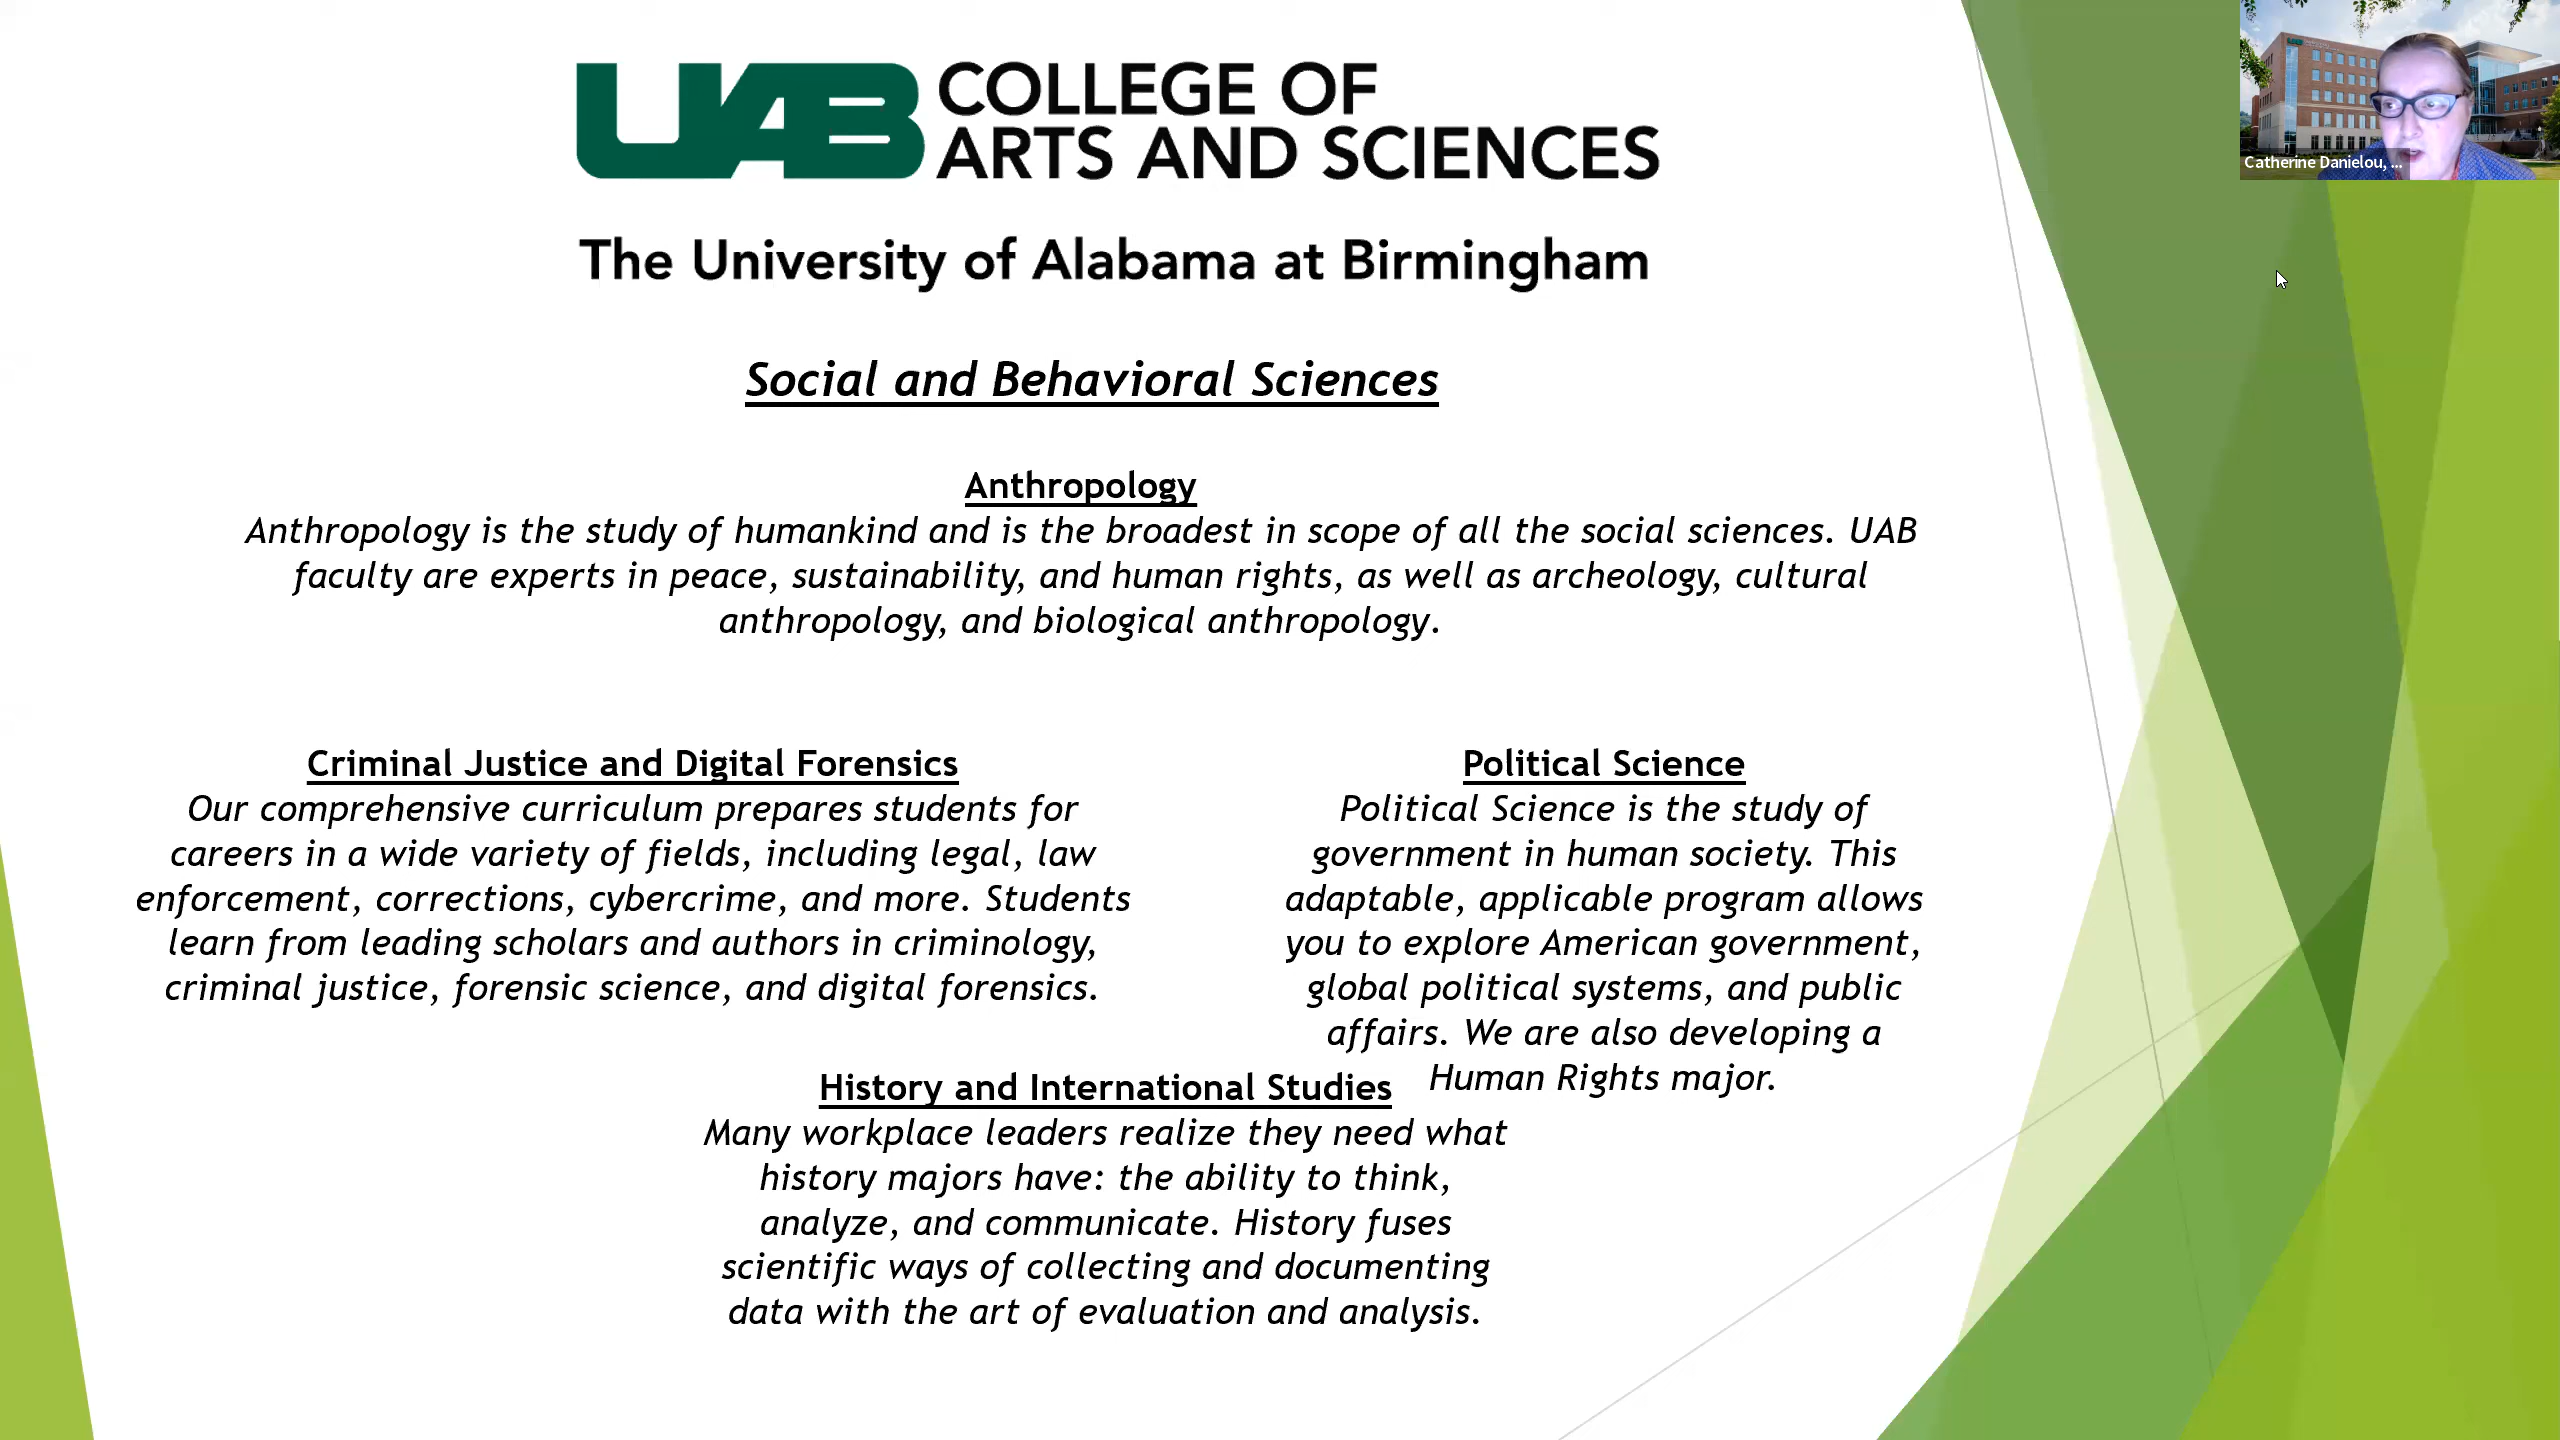 UAB COLLEGE OF
ARTS AND SCIENCES
The University of Alabama at Birmingham
Catherine Danielou, ...
Social and Behavioral Sciences
Anthropology
Anthropology is the study of humankind and is the broadest in scope of all the social sciences. UAB
faculty are experts in peace, sustainability, and human rights, as well as archeology, cultural
anthropology, and biological anthropology.
Criminal Justice and Digital Forensics
Our comprehensive curriculum prepares students for
careers in a wide variety of fields, including legal, law
enforcement, corrections, cybercrime, and more. Students
learn from leading scholars and authors in criminology,
criminal justice, forensic science, and digital forensics.
Political Science
Political Science is the study of
government in human society. This
adaptable, applicable program allows
you to explore American government,
global political systems, and public
affairs. We are also developing a
Human Rights major.
History and International Studies
Many workplace leaders realize they need what
history majors have: the ability to think,
analyze, and communicate. History fuses
scientific ways of collecting and documenting
data with the art of evaluation and analysis.